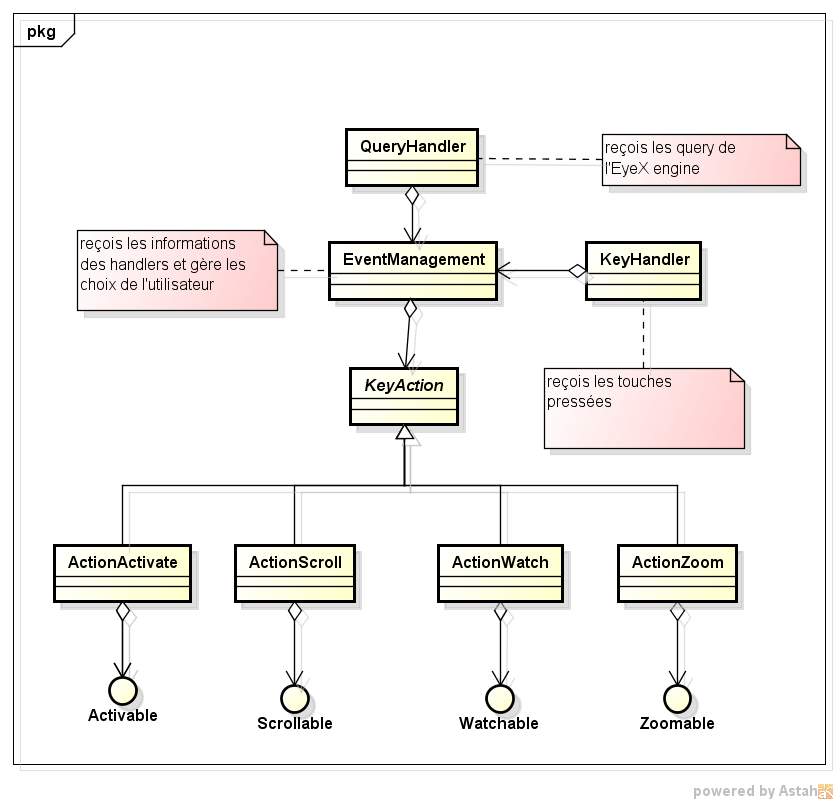 pkg
QueryHandler
reçois les query de
l'EyeX engine
reçois les informations
des handlers et gère les
choix de l'utilisateur
EventManagement
KeyHandler
KeyAction
reçois les touches
pressées
ActionActivate
ActionScroll
ActionWatch
ActionZoom
Activable
Scrollable
Watchable
Zoomable
powered by Astah